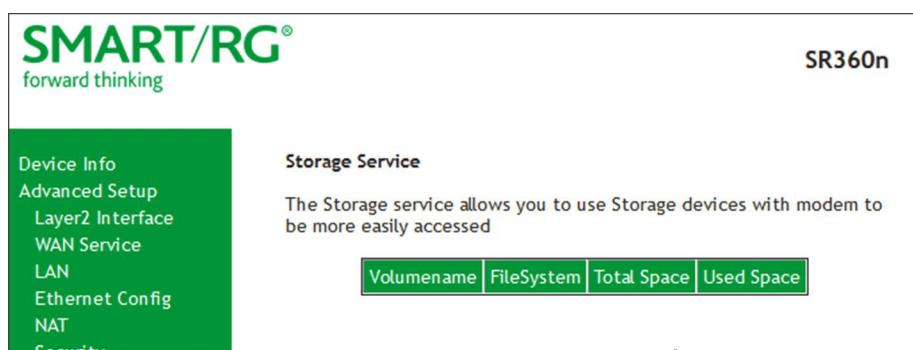 SMART/RG®
forward thinking
SR360n
Device Info
Advanced Setup
Layer2 Interface
WAN Service
LAN
Ethernet Config
NAT
Security
Storage Service
The Storage service allows you to use Storage devices with modem to
be more easily accessed
Volumename FileSystem Total Space Used Space